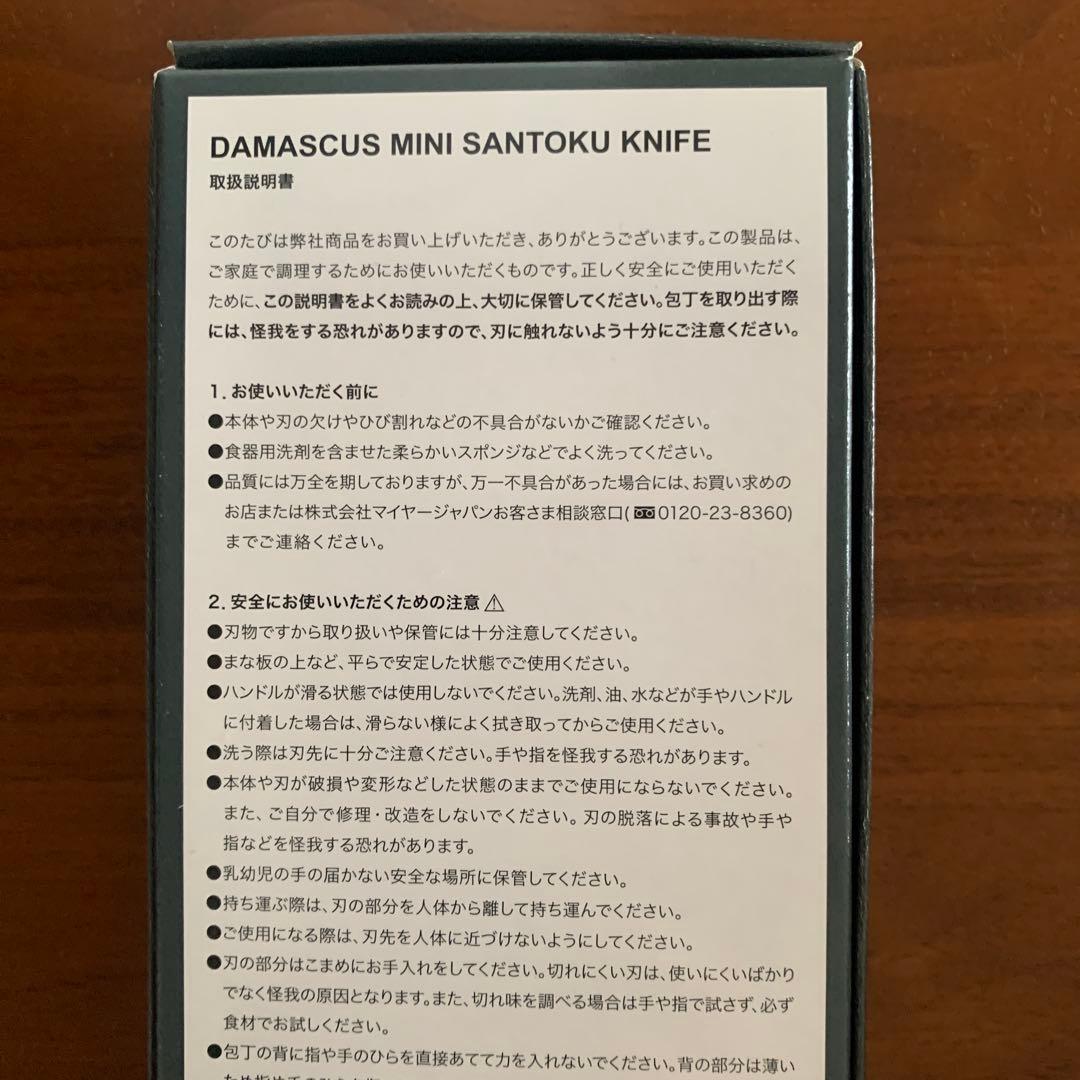 DAMASCUS MINI SANTOKU KNIFE
取扱説明書
このたびは弊社商品をお買い上げいただき、ありがとうございます。この製品は、
ご家庭で調理するためにお使いいただくものです。正しく安全にご使用いただく
ために、この説明書をよくお読みの上、大切に保管してください。包丁を取り出す際
には、怪我をする恐れがありますので、刃に触れないよう十分にご注意ください。
1. お使いいただく前に
●本体や刃の欠けやひび割れなどの不具合がないかご確認ください。
●食器用洗剤を含ませた柔らかいスポンジなどでよく洗ってください。
●品質には万全を期しておりますが、万一不具合があった場合には、お買い求めの
お店または株式会社マイヤージャパンお客さま相談窓口(0120-23-8360)
までご連絡ください。
2. 安全にお使いいただくための注意⚠
●刃物ですから取り扱いや保管には十分注意してください。
●まな板の上など、平らで安定した状態でご使用ください。
●ハンドルが滑る状態では使用しないでください。洗剤、油、水などが手やハンドル
に付着した場合は、滑らない様によく拭き取ってからご使用ください。
●洗う際は刃先に十分ご注意ください。手や指を怪我する恐れがあります。
●本体や刃が破損や変形などした状態のままでご使用にならないでください。
また、ご自分で修理・改造をしないでください。刃の脱落による事故や手や
指などを怪我する恐れがあります。
●乳幼児の手の届かない安全な場所に保管してください。
●持ち運ぶ際は、刃の部分を人体から離して持ち運んでください。
●ご使用になる際は、刃先を人体に近づけないようにしてください。
●刃の部分はこまめにお手入れをしてください。切れにくい刃は、使いにくいばかり
でなく怪我の原因となります。また、切れ味を調べる場合は手や指で試さず、必ず
食材でお試しください。
●包丁の背に指や手のひらを直接あてて力を入れないでください。背の部分は薄い